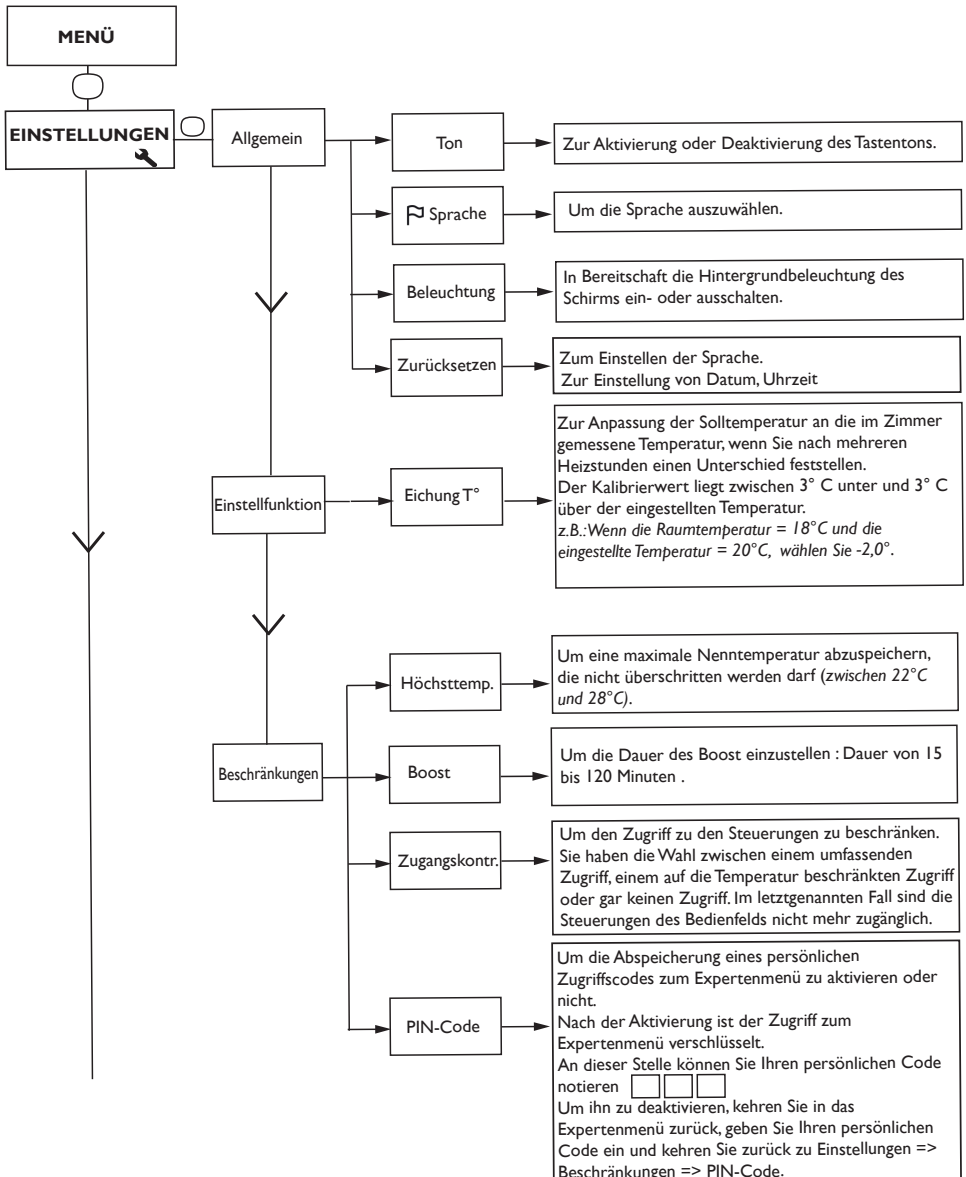 MENÜ
EINSTELLUNGEN
Allgemein
Ton
Zur Aktivierung oder Deaktivierung des Tastentons.
Sprache
Um die Sprache auszuwählen.
Beleuchtung
In Bereitschaft die Hintergrundbeleuchtung des
Schirms ein- oder ausschalten.
Zurücksetzen
Zum Einstellen der Sprache.
Zur Einstellung von Datum, Uhrzeit
Einstellfunktion
Eichung T°
Zur Anpassung der Solltemperatur an die im Zimmer
gemessene Temperatur, wenn Sie nach mehreren
Heizstunden einen Unterschied feststellen.
Der Kalibrierwert liegt zwischen 3° C unter und 3° C
über der eingestellten Temperatur.
z.B.:Wenn die Raumtemperatur = 18°C und die
eingestellte Temperatur = 20°C, wählen Sie -2,0°.
Beschränkungen
Höchsttemp.
Um eine maximale Nenntemperatur abzuspeichern,
die nicht überschritten werden darf (zwischen 22°C
und 28°C).
Boost
Um die Dauer des Boost einzustellen : Dauer von 15
bis 120 Minuten .
Zugangskontr.
Um den Zugriff zu den Steuerungen zu beschränken.
Sie haben die Wahl zwischen einem umfassenden
Zugriff, einem auf die Temperatur beschränkten Zugriff
oder gar keinen Zugriff. Im letztgenannten Fall sind die
Steuerungen des Bedienfelds nicht mehr zugänglich.
PIN-Code
Um die Abspeicherung eines persönlichen
Zugriffscodes zum Expertenmenü zu aktivieren oder
nicht.
Nach der Aktivierung ist der Zugriff zum
Expertenmenü verschlüsselt.
An dieser Stelle können Sie Ihren persönlichen Code
notieren
Um ihn zu deaktivieren, kehren Sie in das
Expertenmenü zurück, geben Sie Ihren persönlichen
Code ein und kehren Sie zurück zu Einstellungen =>
Beschränkungen => PIN-Code.